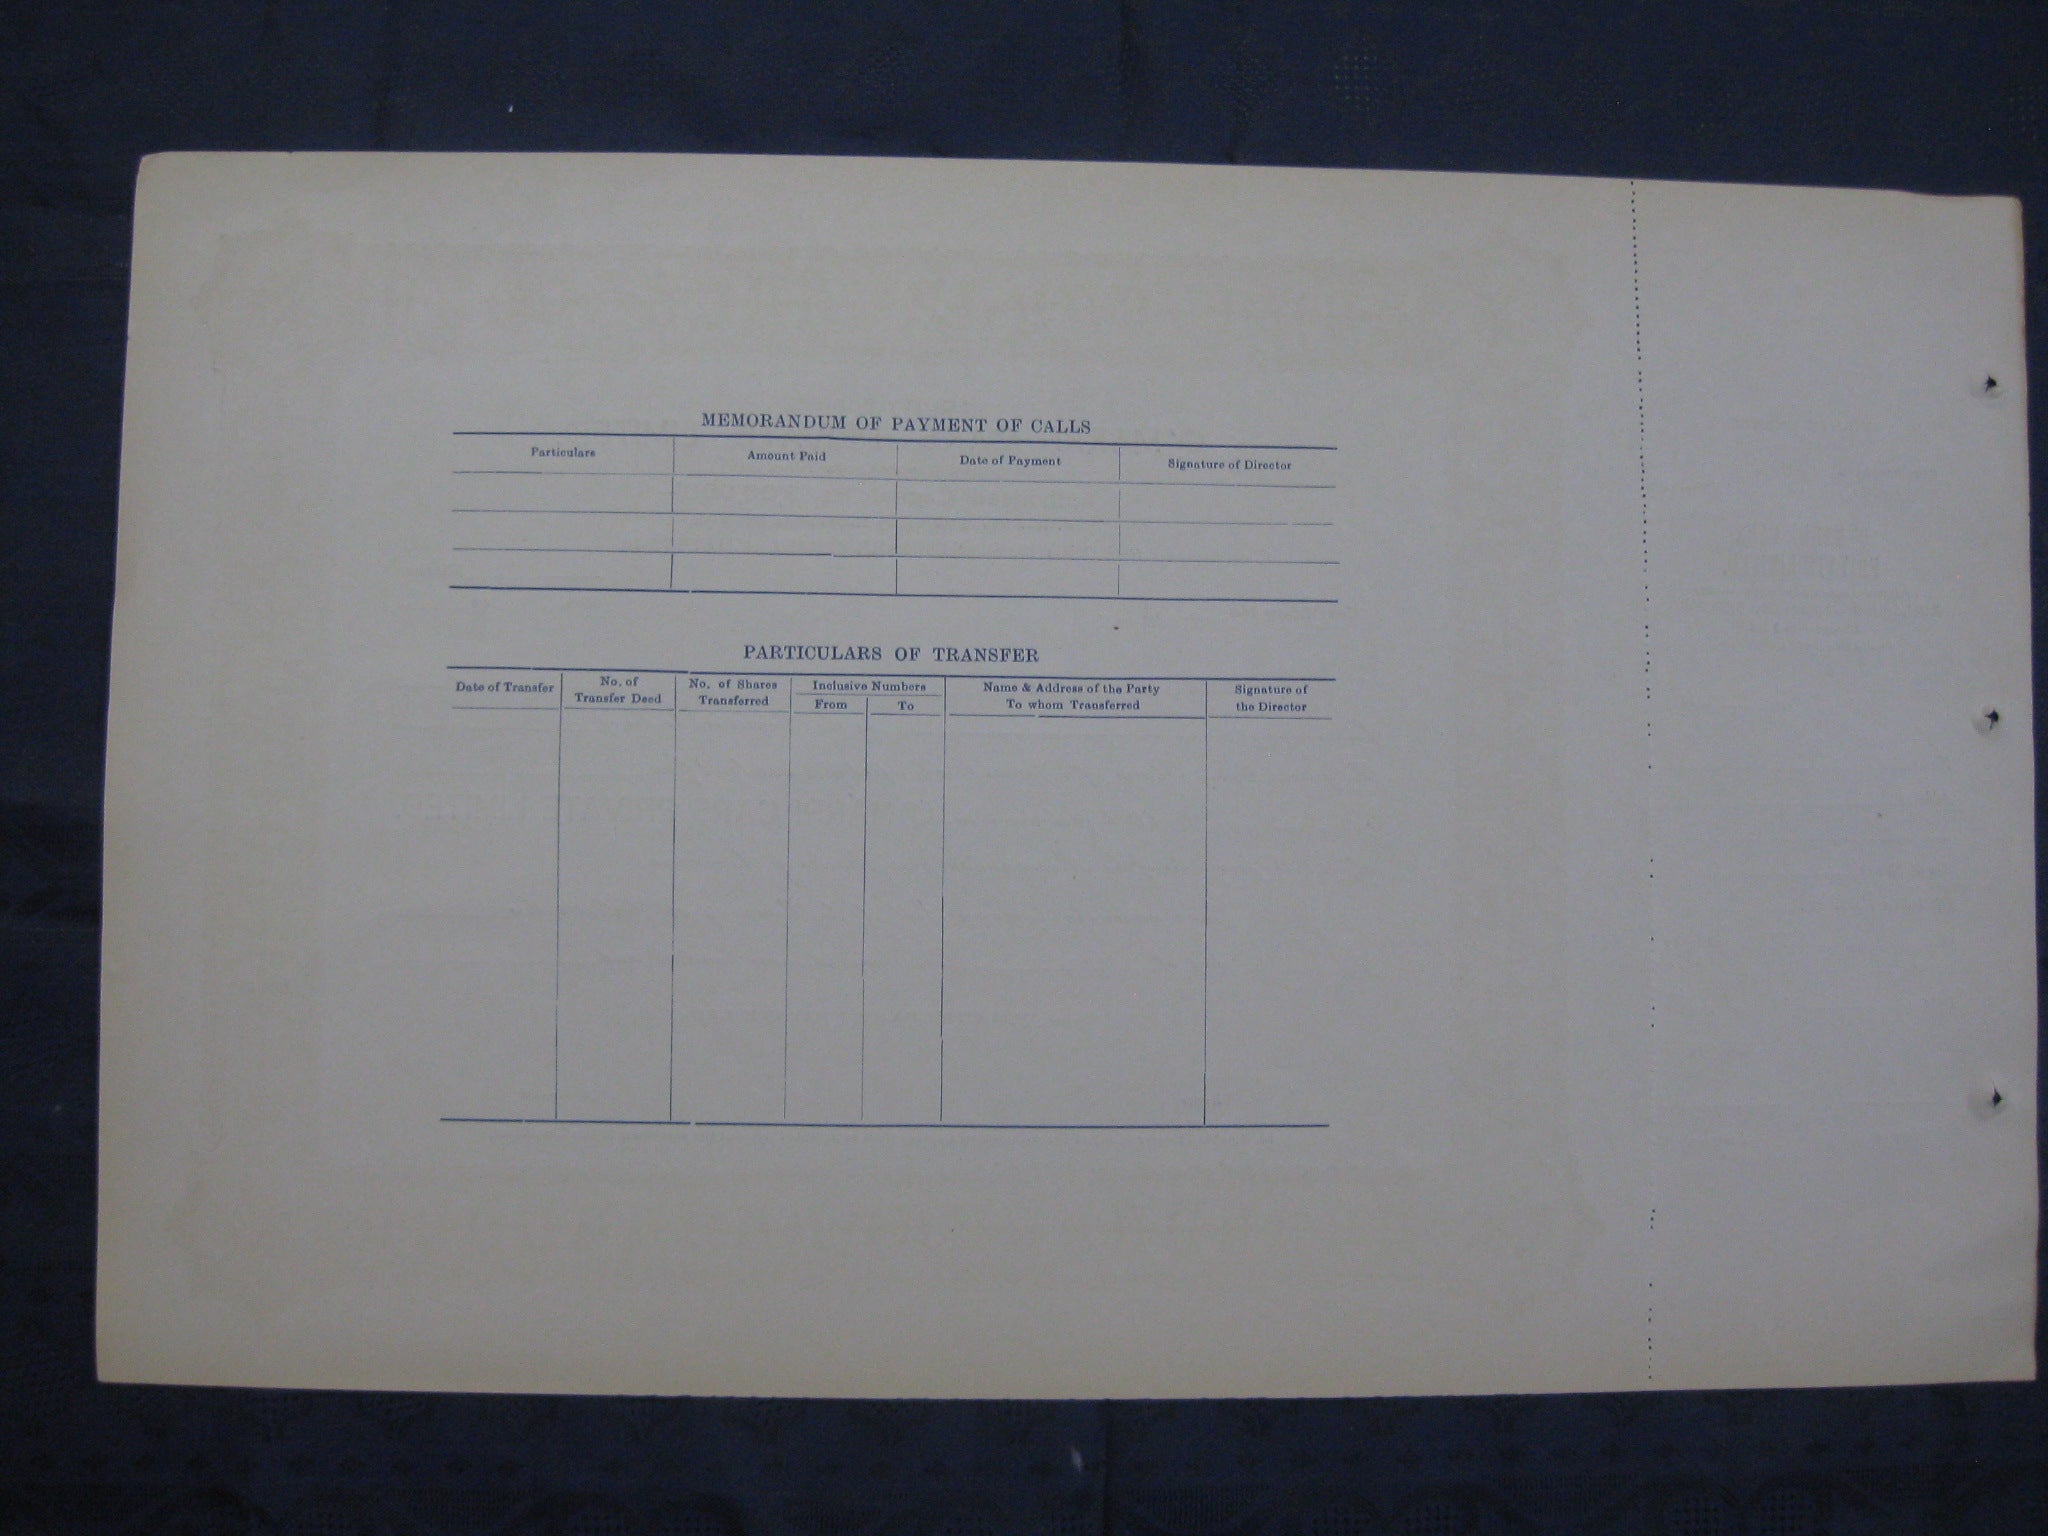 MEMORANDUM OF PAYMENT OF CALLS
Particulars Amount Paid Date of Payment Signature of Director
PARTICULARS OF TRANSFER
Date of Transfer No. of Transfer Deed No. of Shares Transferred Inclusive Numbers From To Name & Address of the Party To whom Transferred Signature of the Director